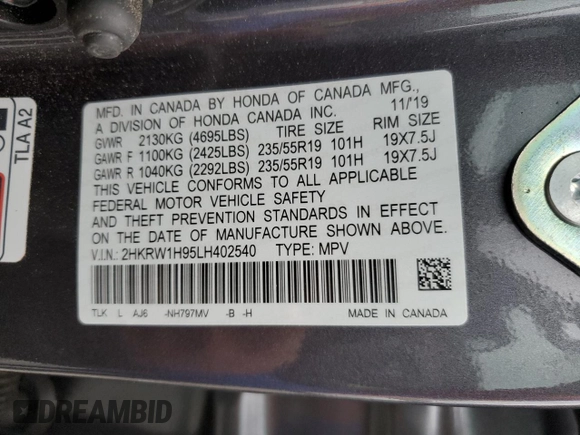 TLA A2
MFD. IN CANADA BY HONDA OF CANADA MFG.,
A DIVISION OF HONDA CANADA INC. 11/'19
GVWR 2130KG (4695LBS) TIRE SIZE RIM SIZE
GAWR F 1100KG (2425LBS) 235/55R19 101H 19X7.5J
GAWR R 1040KG (2292LBS) 235/55R19 101H 19X7.5J
THIS VEHICLE CONFORMS TO ALL APPLICABLE
FEDERAL MOTOR VEHICLE SAFETY
AND THEFT PREVENTION STANDARDS IN EFFECT
ON THE DATE OF MANUFACTURE SHOWN ABOVE.
V.I.N.: 2HKRW1H95LH402540 TYPE: MPV
TLK L AJ6 -NH797MV -B -H MADE IN CANADA
DREAMBID